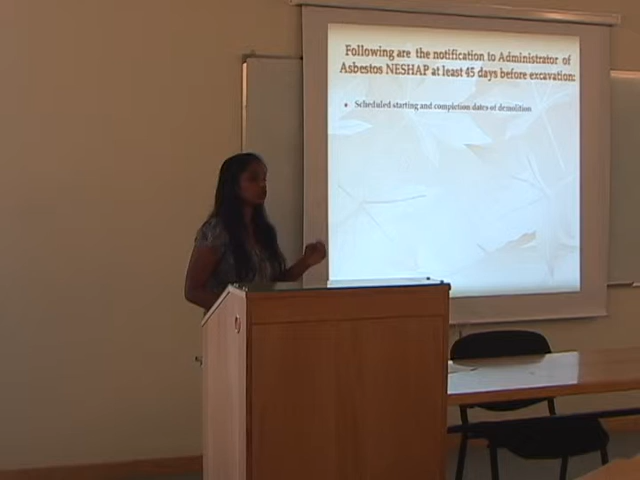 Following are the notification to Administrator of
Asbestos NESHAP at least 45 days before excavation:
Scheduled starting and completion dates of demolition